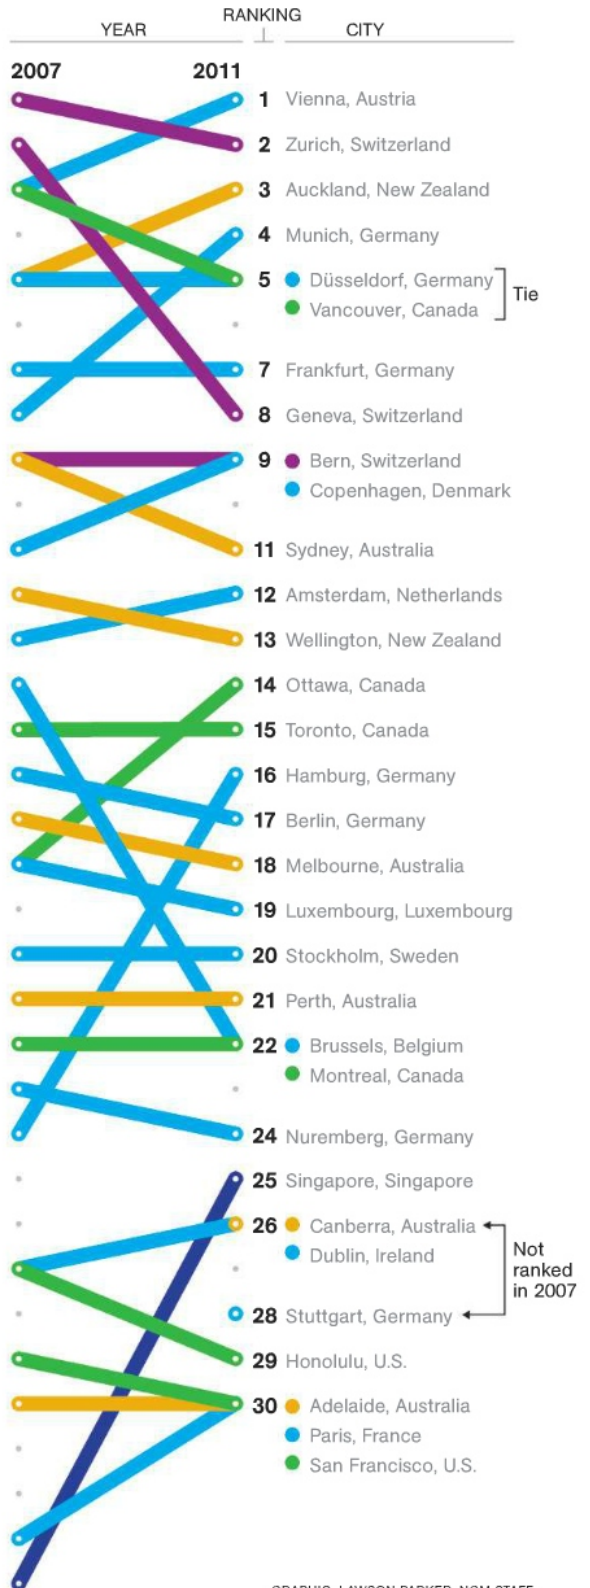 RANKING
YEAR
CITY
2007
2011
1 Vienna, Austria
2 Zurich, Switzerland
3 Auckland, New Zealand
4 Munich, Germany
5 Düsseldorf, Germany
Vancouver, Canada
Tie
7 Frankfurt, Germany
8 Geneva, Switzerland
9 Bern, Switzerland
Copenhagen, Denmark
11 Sydney, Australia
12 Amsterdam, Netherlands
13 Wellington, New Zealand
14 Ottawa, Canada
15 Toronto, Canada
16 Hamburg, Germany
17 Berlin, Germany
18 Melbourne, Australia
19 Luxembourg, Luxembourg
20 Stockholm, Sweden
21 Perth, Australia
22 Brussels, Belgium
Montreal, Canada
24 Nuremberg, Germany
25 Singapore, Singapore
26 Canberra, Australia
Dublin, Ireland
Not
ranked
in 2007
28 Stuttgart, Germany
29 Honolulu, U.S.
30 Adelaide, Australia
Paris, France
San Francisco, U.S.
GRAPHIC: LAWSON PARKER, NGM STAFF